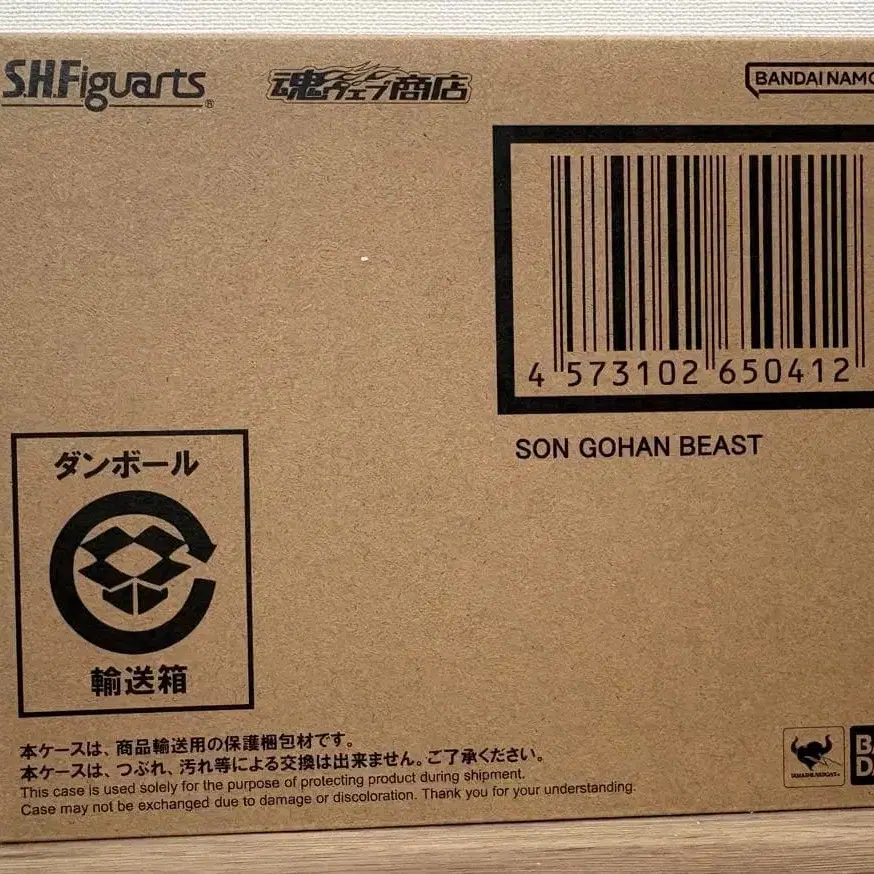 S.H.Figuarts ®
魂ウェブ商店
BANDAI NAMCO
4 573102 650412
SON GOHAN BEAST
ダンボール
輸送箱
本ケースは、商品輸送用の保護梱包材です。
本ケースは、つぶれ、汚れ等による交換は出来ません。ご了承ください。
This case is used solely for the purpose of protecting product during shipment.
Case may not be exchanged due to damage or discoloration. Thank you for your understanding.
TAMASHII NATIONS
BA
DA